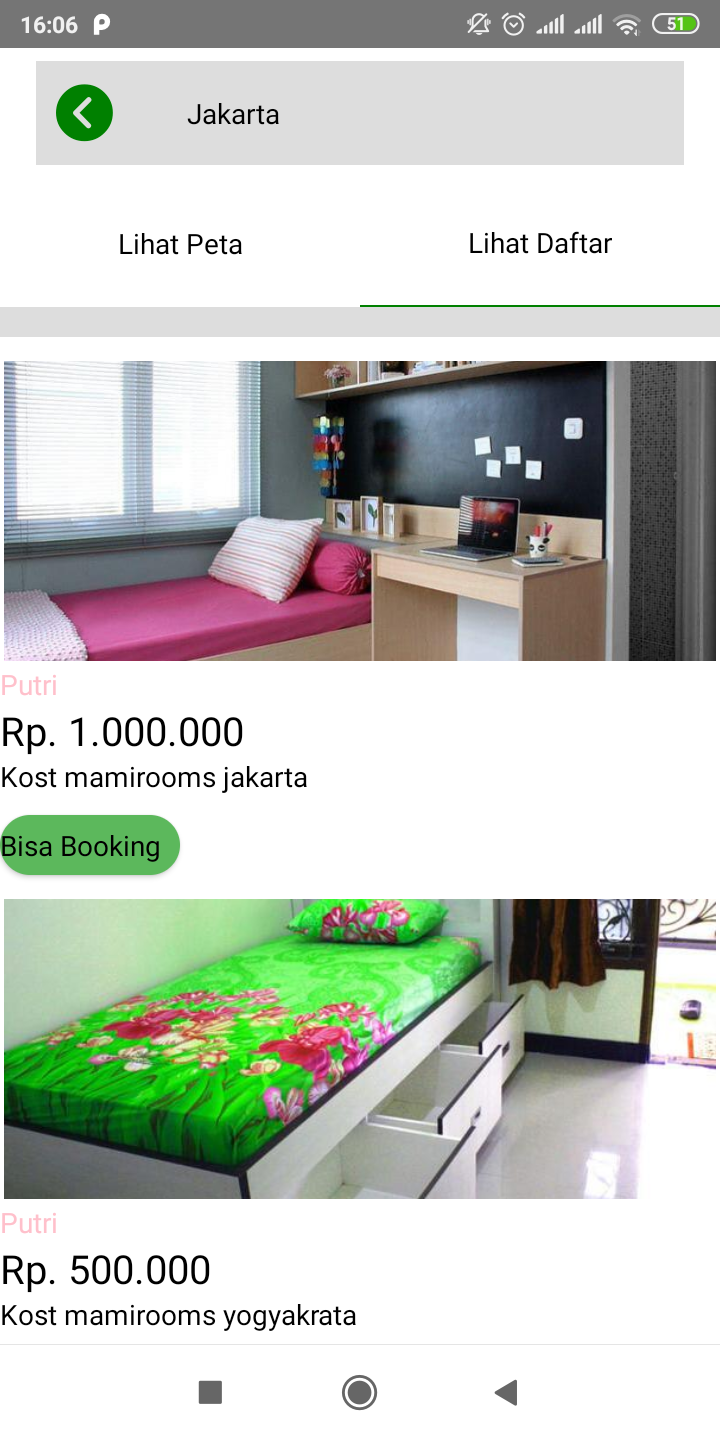 16:06
51
Jakarta
Lihat Peta
Lihat Daftar
Putri
Rp. 1.000.000
Kost mamirooms jakarta
Bisa Booking
Putri
Rp. 500.000
Kost mamirooms yogyakrata